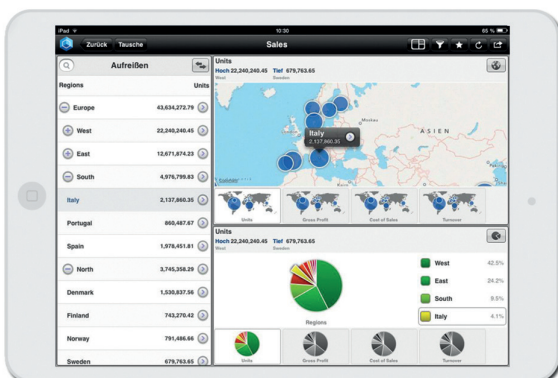 iPad
10:30
65 %
Zurück
Tausche
Sales
Aufreißen
Regions Units
Europe 43,634,272.79
West 22,240,240.45
East 12,671,874.23
South 4,976,799.83
Italy 2,137,860.35
Portugal 860,487.67
Spain 1,978,451.81
North 3,745,358.29
Denmark 1,530,837.56
Finland 743,270.42
Norway 791,486.66
Sweden 679,763.65
Units
Hoch 22,240,240.45 Tief 679,763.65
West Sweden
Moskau
ASIEN
Italy
2,137,860.35
Units
Gross Profit
Cost of Sales
Turnover
Units
Hoch 22,240,240.45 Tief 679,763.65
West Sweden
West 42.5%
East 24.2%
South 9.5%
Italy 4.1%
Regions
Units
Gross Profit
Cost of Sales
Turnover